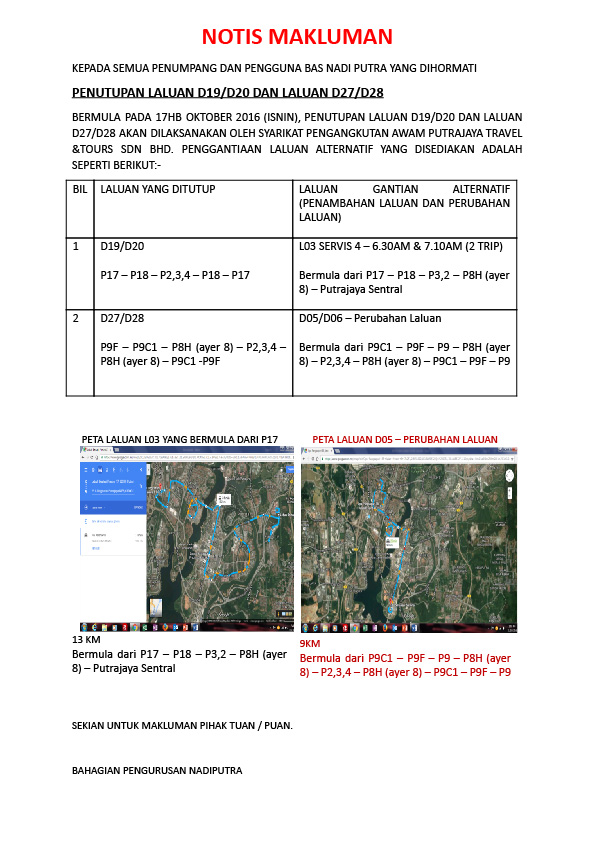 NOTIS MAKLUMAN
KEPADA SEMUA PENUMPANG DAN PENGGUNA BAS NADI PUTRA YANG DIHORMATI
PENUTUPAN LALUAN D19/D20 DAN LALUAN D27/D28
BERMULA PADA 17HB OKTOBER 2016 (ISNIN), PENUTUPAN LALUAN D19/D20 DAN LALUAN
D27/D28 AKAN DILAKSANAKAN OLEH SYARIKAT PENGANGKUTAN AWAM PUTRAJAYA TRAVEL
&TOURS SDN BHD. PENGGANTIAAN LALUAN ALTERNATIF YANG DISEDIAKAN ADALAH
SEPERTI BERIKUT:-
BIL
LALUAN YANG DITUTUP
LALUAN GANTIAN ALTERNATIF
(PENAMBAHAN LALUAN DAN PERUBAHAN
LALUAN)
1
D19/D20
P17 – P18 – P2,3,4 – P18 – P17
L03 SERVIS 4 – 6.30AM & 7.10AM (2 TRIP)
Bermula dari P17 – P18 – P3,2 – P8H (ayer
8) – Putrajaya Sentral
2
D27/D28
P9F – P9C1 – P8H (ayer 8) – P2,3,4 –
P8H (ayer 8) – P9C1 -P9F
D05/D06 – Perubahan Laluan
Bermula dari P9C1 – P9F – P9 – P8H (ayer
8) – P2,3,4 – P8H (ayer 8) – P9C1 – P9F – P9
PETA LALUAN L03 YANG BERMULA DARI P17
13 KM
Bermula dari P17 – P18 – P3,2 – P8H (ayer
8) – Putrajaya Sentral
PETA LALUAN D05 – PERUBAHAN LALUAN
9KM
Bermula dari P9C1 – P9F – P9 – P8H (ayer
8) – P2,3,4 – P8H (ayer 8) – P9C1 – P9F – P9
SEKIAN UNTUK MAKLUMAN PIHAK TUAN / PUAN.
BAHAGIAN PENGURUSAN NADIPUTRA